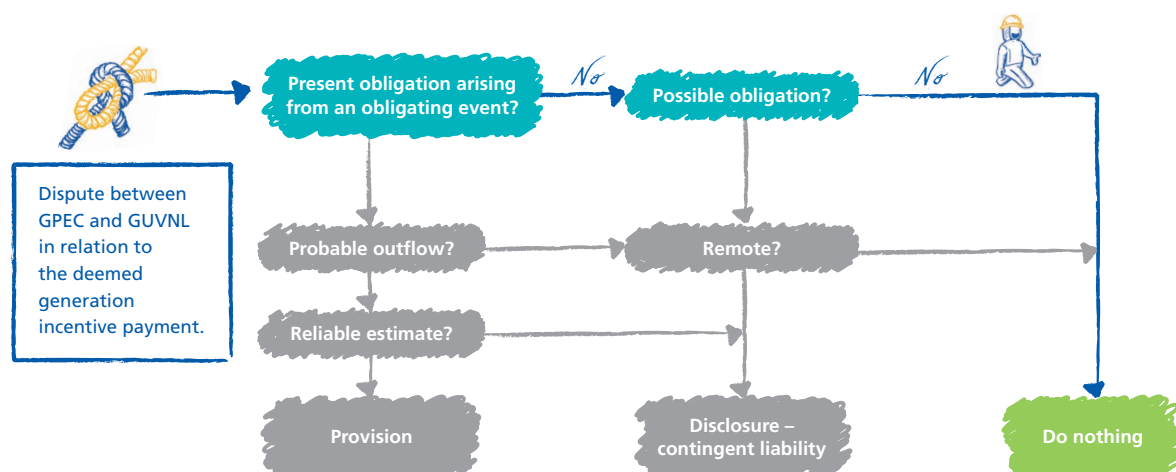 Present obligation arising
from an obligating event?
No
Possible obligation?
No
Dispute between
GPEC and GUVNL
in relation to
the deemed
generation
incentive payment.
Probable outflow?
Remote?
Reliable estimate?
Provision
Disclosure –
contingent liability
Do nothing